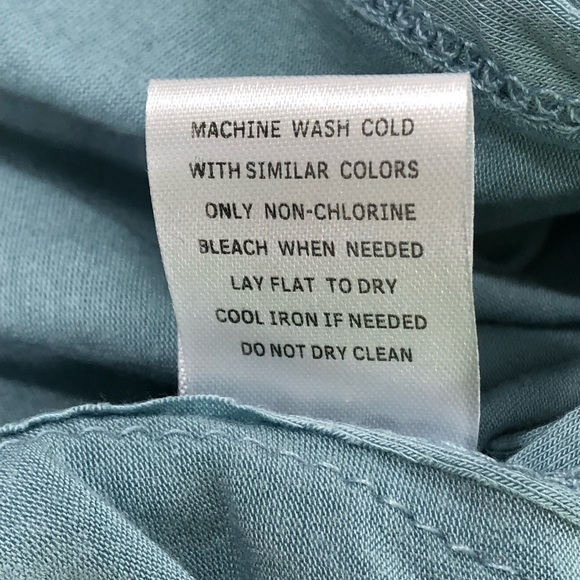 MACHINE WASH COLD
WITH SIMILAR COLORS
ONLY NON-CHLORINE
BLEACH WHEN NEEDED
LAY FLAT TO DRY
COOL IRON IF NEEDED
DO NOT DRY CLEAN